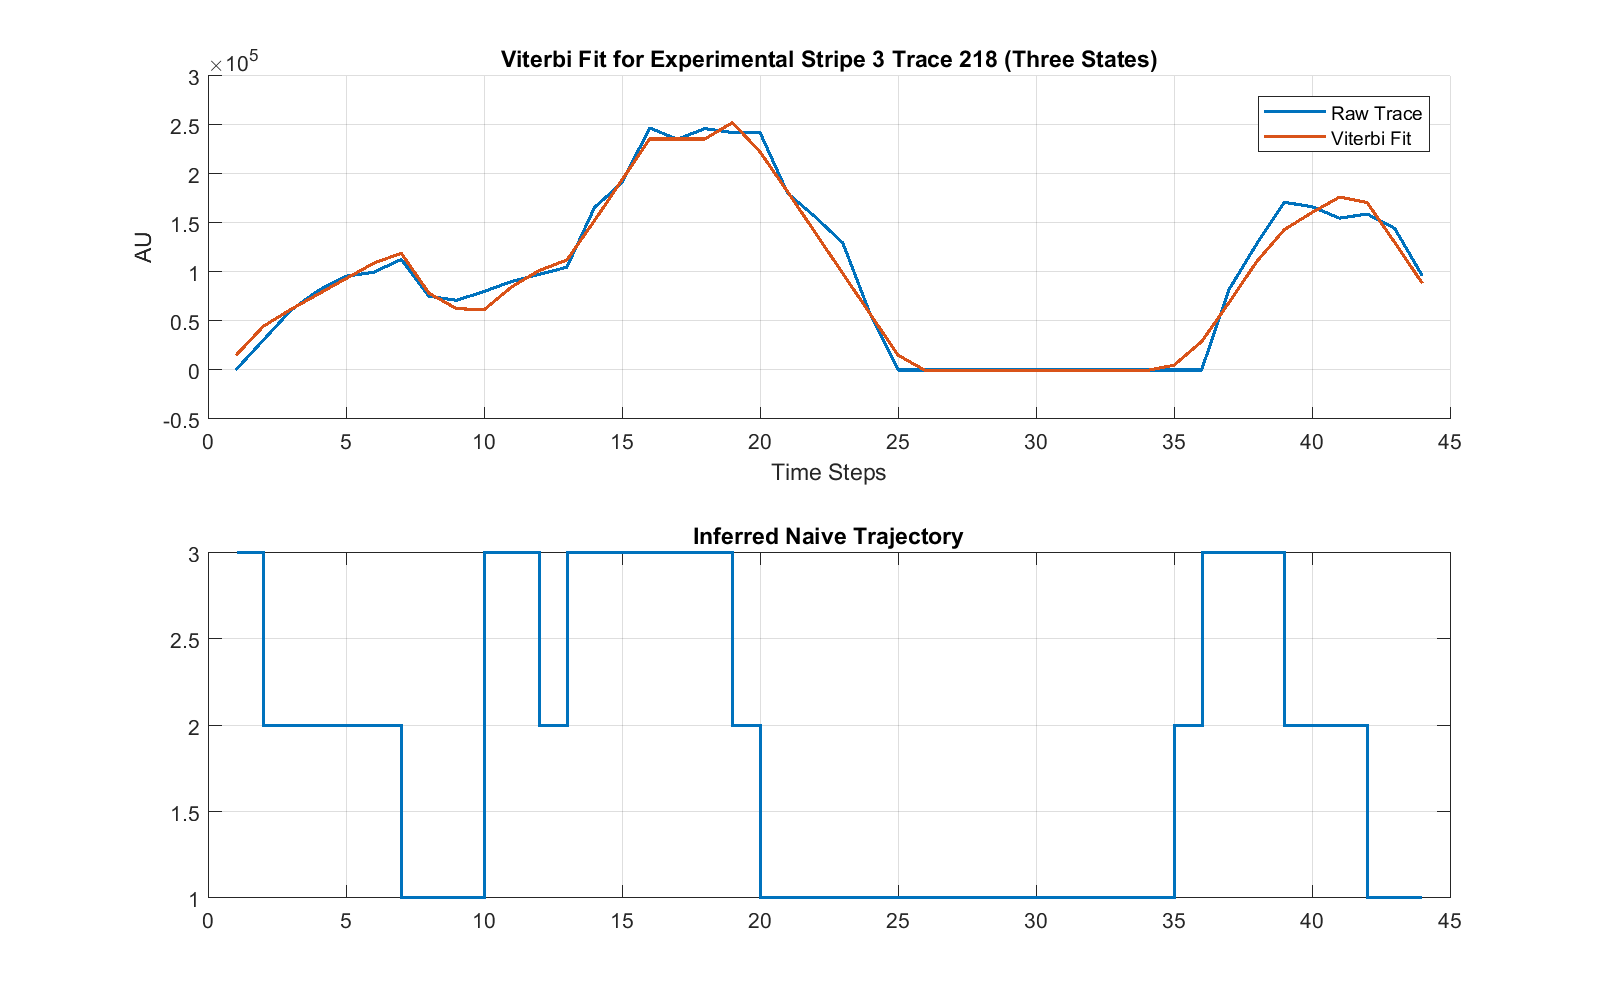 Viterbi Fit for Experimental Stripe 3 Trace 218 (Three States)
×10^5
3
2.5
2
1.5
1
0.5
0
-0.5
AU
Raw Trace
Viterbi Fit
0 5 10 15 20 25 30 35 40 45
Time Steps
Inferred Naive Trajectory
3
2.5
2
1.5
1
0 5 10 15 20 25 30 35 40 45